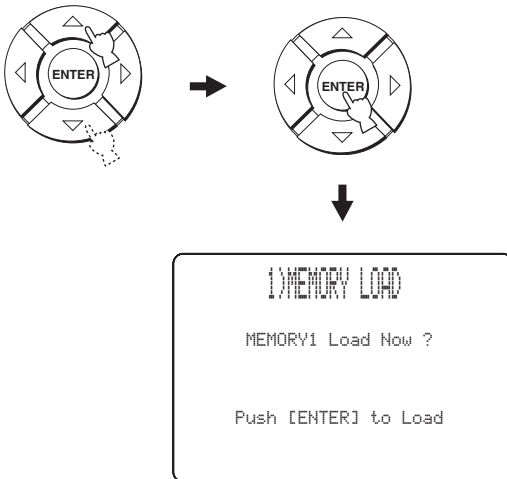 ENTER
ENTER
1)MEMORY LOAD
MEMORY1 Load Now ?
Push [ENTER] to Load